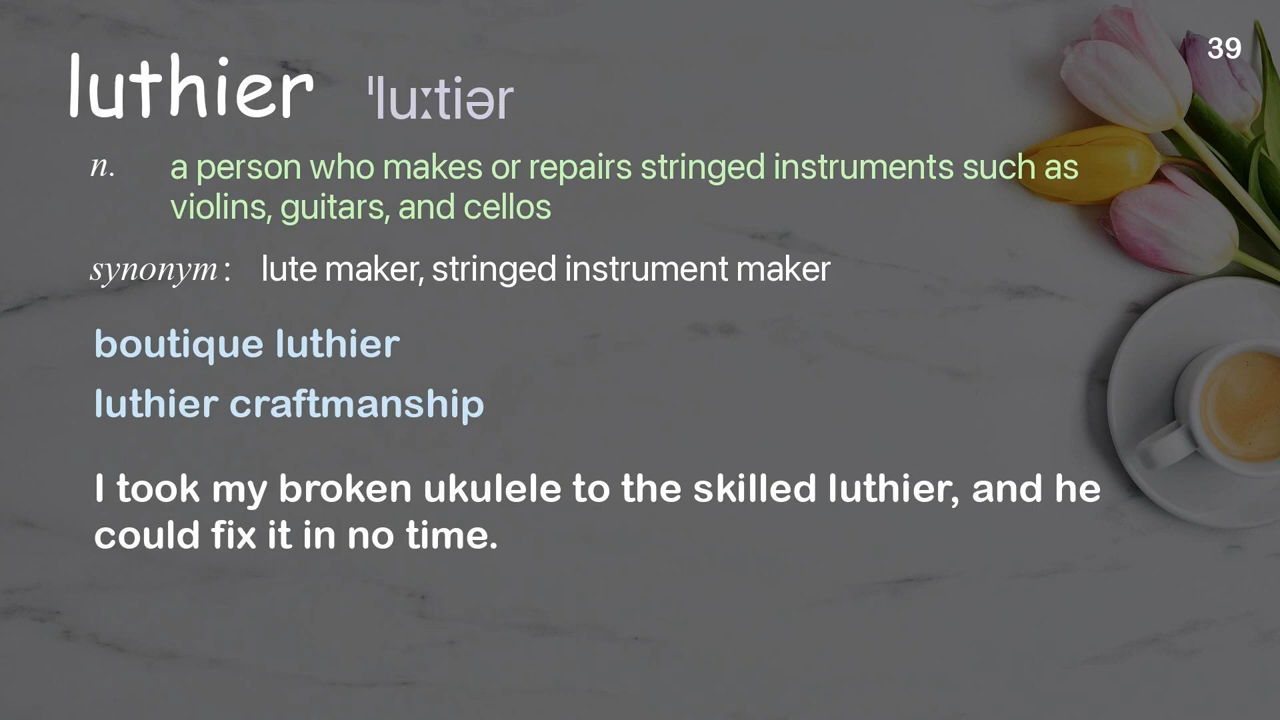 39
luthier ˈluːtiər
n. a person who makes or repairs stringed instruments such as
violins, guitars, and cellos
synonym: lute maker, stringed instrument maker
boutique luthier
luthier craftmanship
I took my broken ukulele to the skilled luthier, and he
could fix it in no time.